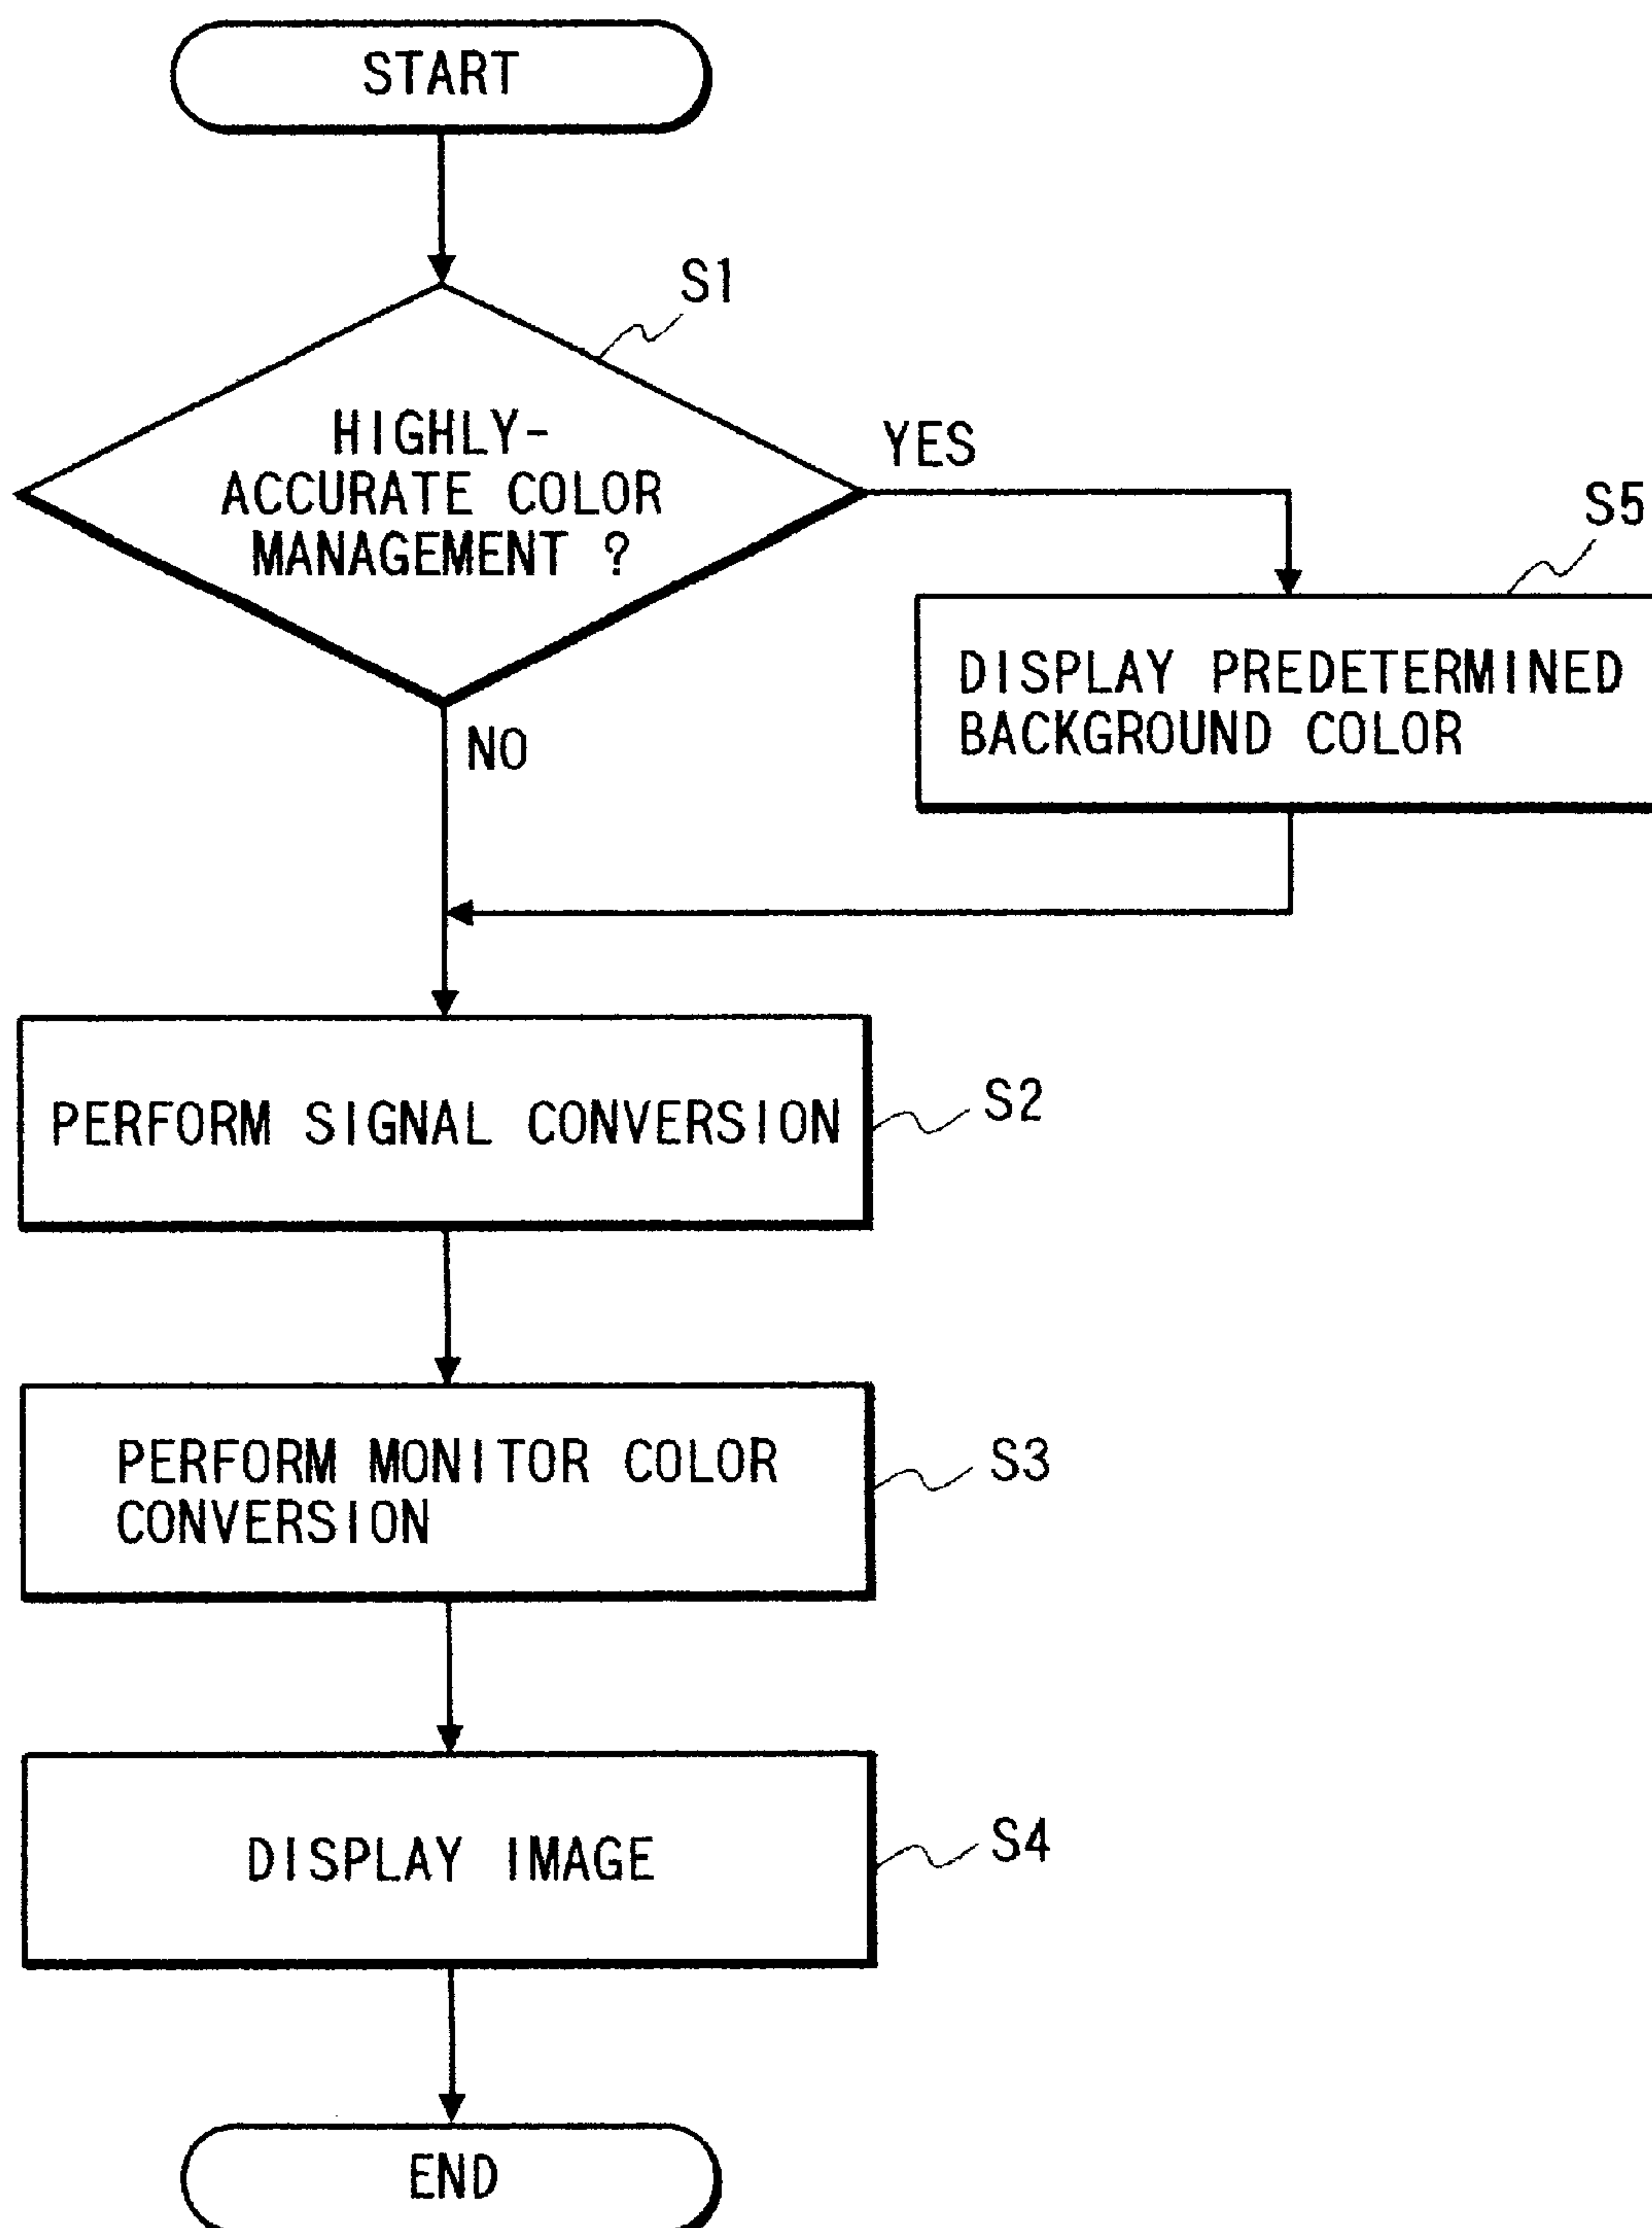 START
S1
HIGHLY-
ACCURATE COLOR
MANAGEMENT ?
YES
NO
S5
DISPLAY PREDETERMINED
BACKGROUND COLOR
PERFORM SIGNAL CONVERSION
S2
PERFORM MONITOR COLOR
CONVERSION
S3
DISPLAY IMAGE
S4
END